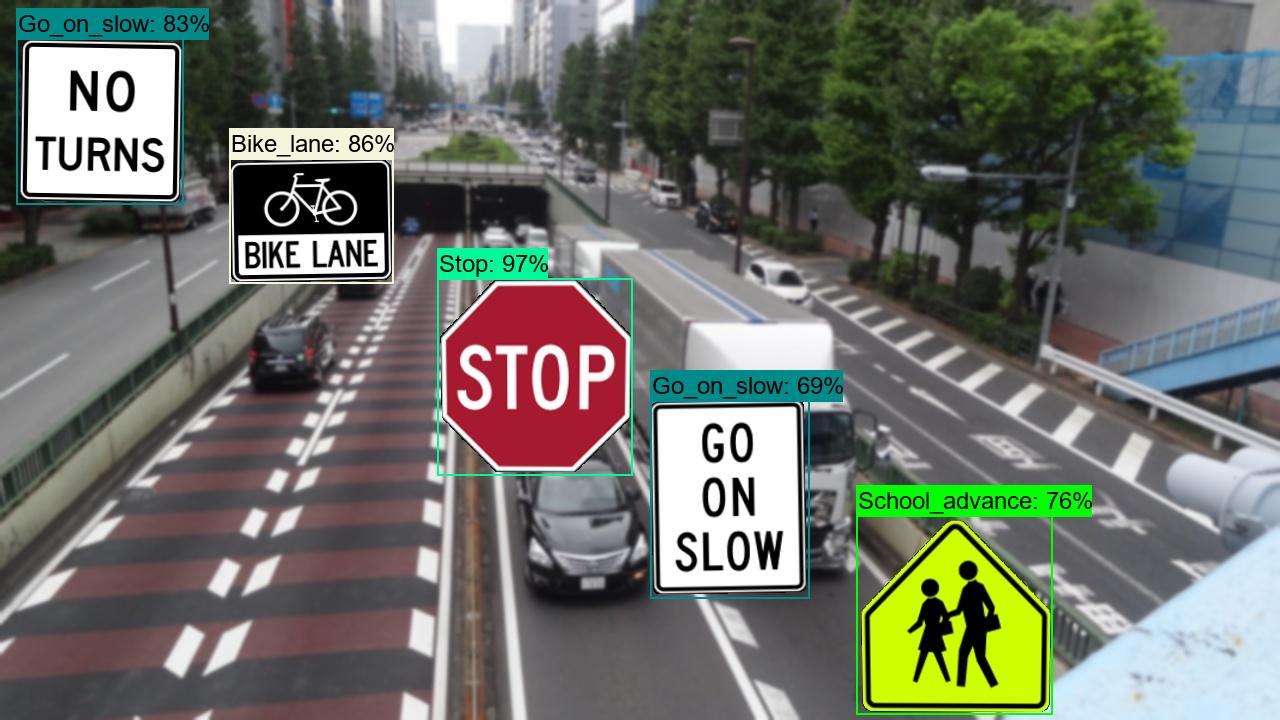 Go_on_slow: 83%
NO
TURNS
Bike_lane: 86%
BIKE LANE
Stop: 97%
STOP
Go_on_slow: 69%
GO
ON
SLOW
School_advance: 76%